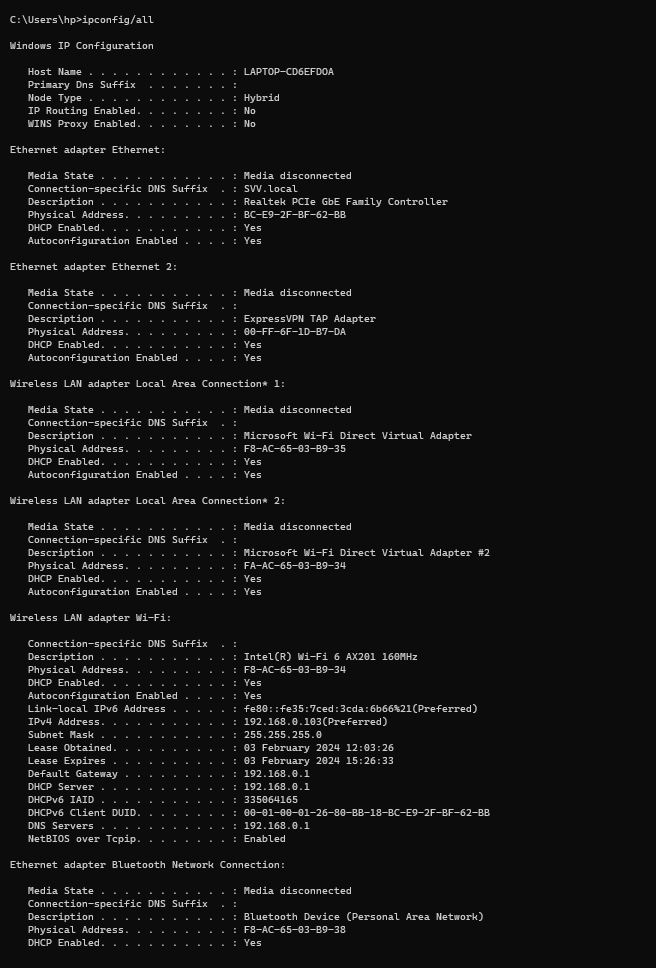 C:\Users\hp>ipconfig/all
Windows IP Configuration
Host Name . . . . . . . . . . . . : LAPTOP-CD6EFDOA
Primary Dns Suffix  . . . . . . . :
Node Type . . . . . . . . . . . . : Hybrid
IP Routing Enabled. . . . . . . . : No
WINS Proxy Enabled. . . . . . . . : No
Ethernet adapter Ethernet:
Media State . . . . . . . . . . . : Media disconnected
Connection-specific DNS Suffix  . : SVV.local
Description . . . . . . . . . . . : Realtek PCIe GbE Family Controller
Physical Address. . . . . . . . . : BC-E9-2F-BF-62-BB
DHCP Enabled. . . . . . . . . . . : Yes
Autoconfiguration Enabled . . . . : Yes
Ethernet adapter Ethernet 2:
Media State . . . . . . . . . . . : Media disconnected
Connection-specific DNS Suffix  . :
Description . . . . . . . . . . . : ExpressVPN TAP Adapter
Physical Address. . . . . . . . . : 00-FF-6F-1D-B7-DA
DHCP Enabled. . . . . . . . . . . : Yes
Autoconfiguration Enabled . . . . : Yes
Wireless LAN adapter Local Area Connection* 1:
Media State . . . . . . . . . . . : Media disconnected
Connection-specific DNS Suffix  . :
Description . . . . . . . . . . . : Microsoft Wi-Fi Direct Virtual Adapter
Physical Address. . . . . . . . . : F8-AC-65-03-B9-35
DHCP Enabled. . . . . . . . . . . : Yes
Autoconfiguration Enabled . . . . : Yes
Wireless LAN adapter Local Area Connection* 2:
Media State . . . . . . . . . . . : Media disconnected
Connection-specific DNS Suffix  . :
Description . . . . . . . . . . . : Microsoft Wi-Fi Direct Virtual Adapter #2
Physical Address. . . . . . . . . : FA-AC-65-03-B9-34
DHCP Enabled. . . . . . . . . . . : Yes
Autoconfiguration Enabled . . . . : Yes
Wireless LAN adapter Wi-Fi:
Connection-specific DNS Suffix  . :
Description . . . . . . . . . . . : Intel(R) Wi-Fi 6 AX201 160MHz
Physical Address. . . . . . . . . : F8-AC-65-03-B9-34
DHCP Enabled. . . . . . . . . . . : Yes
Autoconfiguration Enabled . . . . : Yes
Link-local IPv6 Address . . . . . : fe80::fe35:7ced:3cda:6b66%21(Preferred)
IPv4 Address. . . . . . . . . . . : 192.168.0.103(Preferred)
Subnet Mask . . . . . . . . . . . : 255.255.255.0
Lease Obtained. . . . . . . . . . : 03 February 2024 12:03:26
Lease Expires . . . . . . . . . . : 03 February 2024 15:26:33
Default Gateway . . . . . . . . . : 192.168.0.1
DHCP Server . . . . . . . . . . . : 192.168.0.1
DHCPv6 IAID . . . . . . . . . . . : 335064165
DHCPv6 Client DUID. . . . . . . . : 00-01-00-01-26-80-BB-18-BC-E9-2F-BF-62-BB
DNS Servers . . . . . . . . . . . : 192.168.0.1
NetBIOS over Tcpip. . . . . . . . : Enabled
Ethernet adapter Bluetooth Network Connection:
Media State . . . . . . . . . . . : Media disconnected
Connection-specific DNS Suffix  . :
Description . . . . . . . . . . . : Bluetooth Device (Personal Area Network)
Physical Address. . . . . . . . . : F8-AC-65-03-B9-38
DHCP Enabled. . . . . . . . . . . : Yes